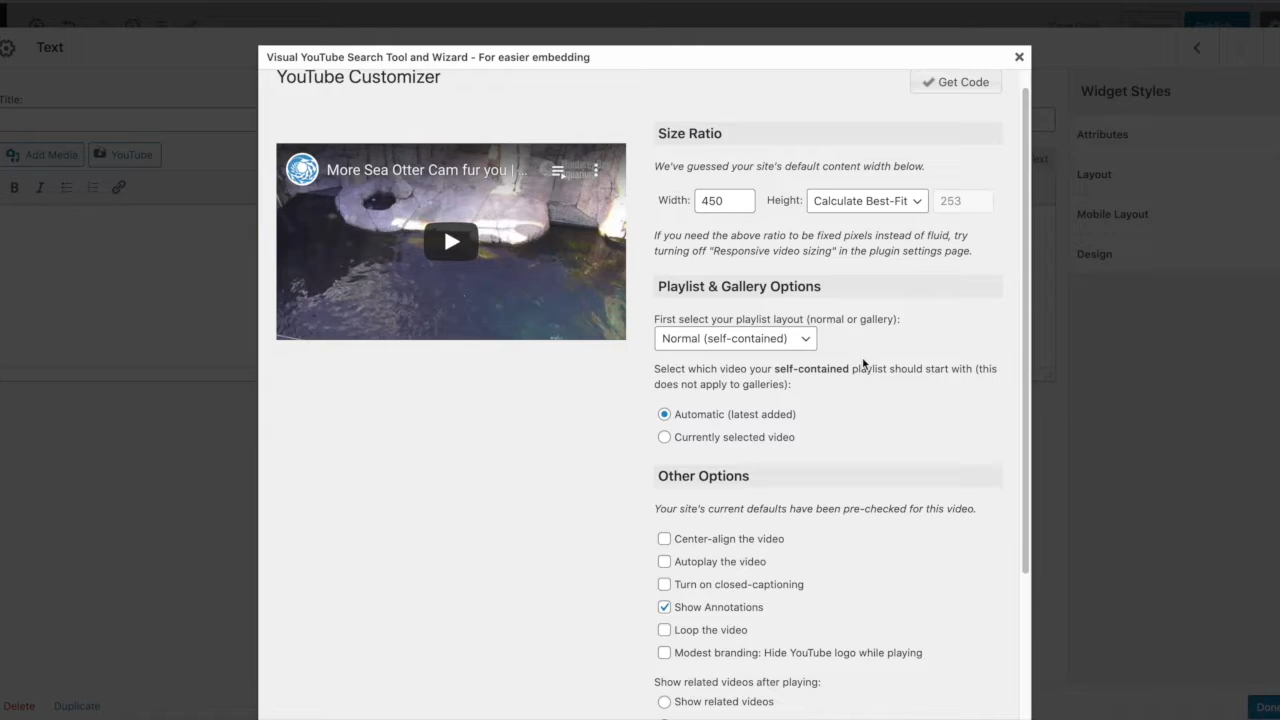 Text
Visual YouTube Search Tool and Wizard - For easier embedding
YouTube Customizer
Get Code
Widget Styles
Title:
Attributes
Size Ratio
Add Media
YouTube
We've guessed your site's default content width below.
More Sea Otter Cam fur you | ...
Layout
B
I
Width: 450 Height: Calculate Best-Fit 253
Mobile Layout
If you need the above ratio to be fixed pixels instead of fluid, try
turning off "Responsive video sizing" in the plugin settings page.
Design
Playlist & Gallery Options
First select your playlist layout (normal or gallery):
Normal (self-contained)
Select which video your self-contained playlist should start with (this
does not apply to galleries):
Automatic (latest added)
Currently selected video
Other Options
Your site's current defaults have been pre-checked for this video.
Center-align the video
Autoplay the video
Turn on closed-captioning
Show Annotations
Loop the video
Modest branding: Hide YouTube logo while playing
Show related videos after playing:
Show related videos
Delete
Duplicate